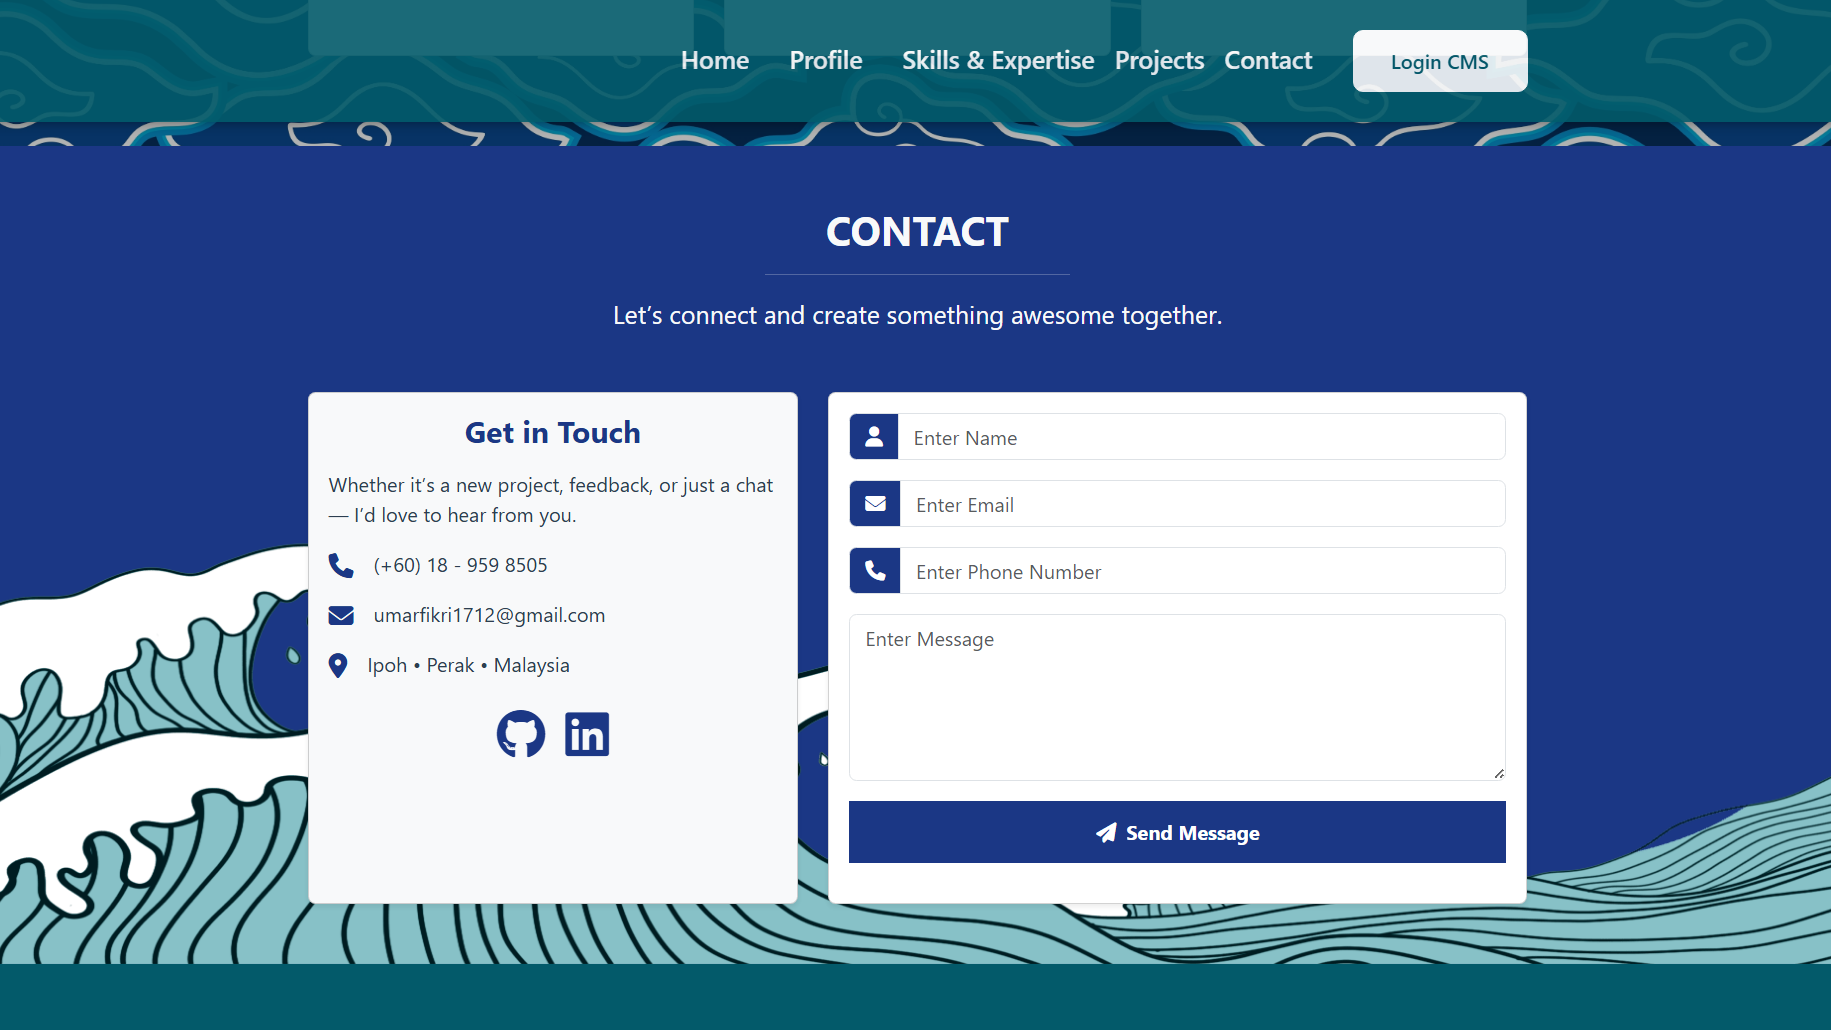 Home Profile Skills & Expertise Projects Contact Login CMS
CONTACT
Let’s connect and create something awesome together.
Get in Touch
Whether it’s a new project, feedback, or just a chat
— I’d love to hear from you.
(+60) 18 - 959 8505
umarfikri1712@gmail.com
Ipoh • Perak • Malaysia
in
Enter Name
Enter Email
Enter Phone Number
Enter Message
Send Message